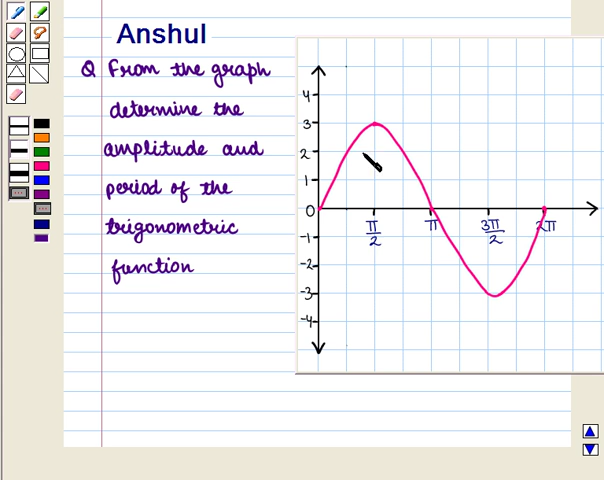 Anshul
Q From the graph
determine the
amplitude and
period of the
trigonometric
function
4
3
2
1
0
-1
-2
-3
-4
π/2
π
3π/2
2π